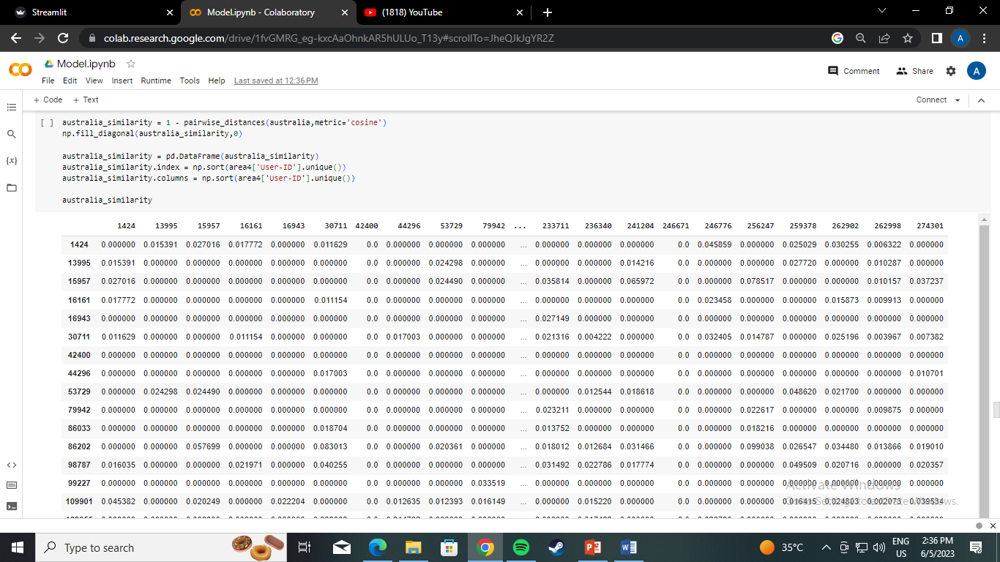 Streamlit
Model.ipynb - Colaboratory
(1818) YouTube
colab.research.google.com/drive/1fvGMRG_eg-kxcAaOhnkAR5hULUo_T13y#scrollTo=JheQJkJgYR2Z
A
CO
Model.ipynb
File Edit View Insert Runtime Tools Help Last saved at 12:36 PM
Comment Share A
+ Code + Text
Connect
[ ] australia_similarity = 1 - pairwise_distances(australia,metric='cosine')
np.fill_diagonal(australia_similarity,0)
australia_similarity = pd.DataFrame(australia_similarity)
australia_similarity.index = np.sort(area4['User-ID'].unique())
australia_similarity.columns = np.sort(area4['User-ID'].unique())
australia_similarity
1424 13995 15957 16161 16943 30711 42400 44296 53729 79942 ... 233711 236340 241204 246671 246776 256247 259378 262902 262998 274301
1424 0.000000 0.015391 0.027016 0.017772 0.000000 0.011629 0.0 0.000000 0.000000 0.000000 ... 0.000000 0.000000 0.000000 0.0 0.045859 0.000000 0.025029 0.030255 0.006322 0.000000
13995 0.015391 0.000000 0.000000 0.000000 0.000000 0.000000 0.0 0.000000 0.024298 0.000000 ... 0.000000 0.000000 0.014216 0.0 0.000000 0.000000 0.027720 0.000000 0.010287 0.000000
15957 0.027016 0.000000 0.000000 0.000000 0.000000 0.000000 0.0 0.000000 0.024490 0.000000 ... 0.035814 0.000000 0.065972 0.0 0.000000 0.078517 0.000000 0.000000 0.010157 0.037237
16161 0.017772 0.000000 0.000000 0.000000 0.000000 0.011154 0.0 0.000000 0.000000 0.000000 ... 0.000000 0.000000 0.000000 0.0 0.023458 0.000000 0.000000 0.015873 0.009913 0.000000
16943 0.000000 0.000000 0.000000 0.000000 0.000000 0.000000 0.0 0.000000 0.000000 0.000000 ... 0.027149 0.000000 0.000000 0.0 0.000000 0.000000 0.000000 0.000000 0.000000 0.000000
30711 0.011629 0.000000 0.000000 0.011154 0.000000 0.000000 0.0 0.017003 0.000000 0.000000 ... 0.021316 0.004222 0.000000 0.0 0.032405 0.014787 0.000000 0.025196 0.003967 0.007382
42400 0.000000 0.000000 0.000000 0.000000 0.000000 0.000000 0.0 0.000000 0.000000 0.000000 ... 0.000000 0.000000 0.000000 0.0 0.000000 0.000000 0.000000 0.000000 0.000000 0.000000
44296 0.000000 0.000000 0.000000 0.000000 0.000000 0.017003 0.0 0.000000 0.000000 0.000000 ... 0.000000 0.000000 0.000000 0.0 0.000000 0.000000 0.000000 0.000000 0.000000 0.010701
53729 0.000000 0.024298 0.024490 0.000000 0.000000 0.000000 0.0 0.000000 0.000000 0.000000 ... 0.000000 0.012544 0.018618 0.0 0.000000 0.000000 0.048620 0.021700 0.000000 0.000000
79942 0.000000 0.000000 0.000000 0.000000 0.000000 0.000000 0.0 0.000000 0.000000 0.000000 ... 0.023211 0.000000 0.000000 0.0 0.000000 0.022617 0.000000 0.000000 0.009875 0.000000
86033 0.000000 0.000000 0.000000 0.000000 0.000000 0.018704 0.0 0.000000 0.000000 0.000000 ... 0.013752 0.000000 0.000000 0.0 0.000000 0.018216 0.000000 0.000000 0.000000 0.000000
86202 0.000000 0.000000 0.057699 0.000000 0.000000 0.083013 0.0 0.000000 0.020361 0.000000 ... 0.018012 0.012684 0.031466 0.0 0.000000 0.099038 0.026547 0.034480 0.013866 0.019010
98787 0.016035 0.000000 0.000000 0.021971 0.000000 0.040255 0.0 0.000000 0.000000 0.000000 ... 0.031492 0.022786 0.017774 0.0 0.000000 0.000000 0.049509 0.020716 0.000000 0.020357
99227 0.000000 0.000000 0.000000 0.000000 0.000000 0.000000 0.0 0.000000 0.000000 0.033519 ... 0.000000 0.000000 0.000000 0.0 0.000000 0.000000 0.000000 0.000000 0.000000 0.000000
109901 0.045382 0.000000 0.020249 0.000000 0.022204 0.000000 0.0 0.012635 0.012393 0.016149 ... 0.000000 0.015220 0.000000 0.0 0.000000 0.000000
Activate Windows
Go to Settings to activate Windows.
Type to search
35°C
ENG
US
2:36 PM
6/5/2023